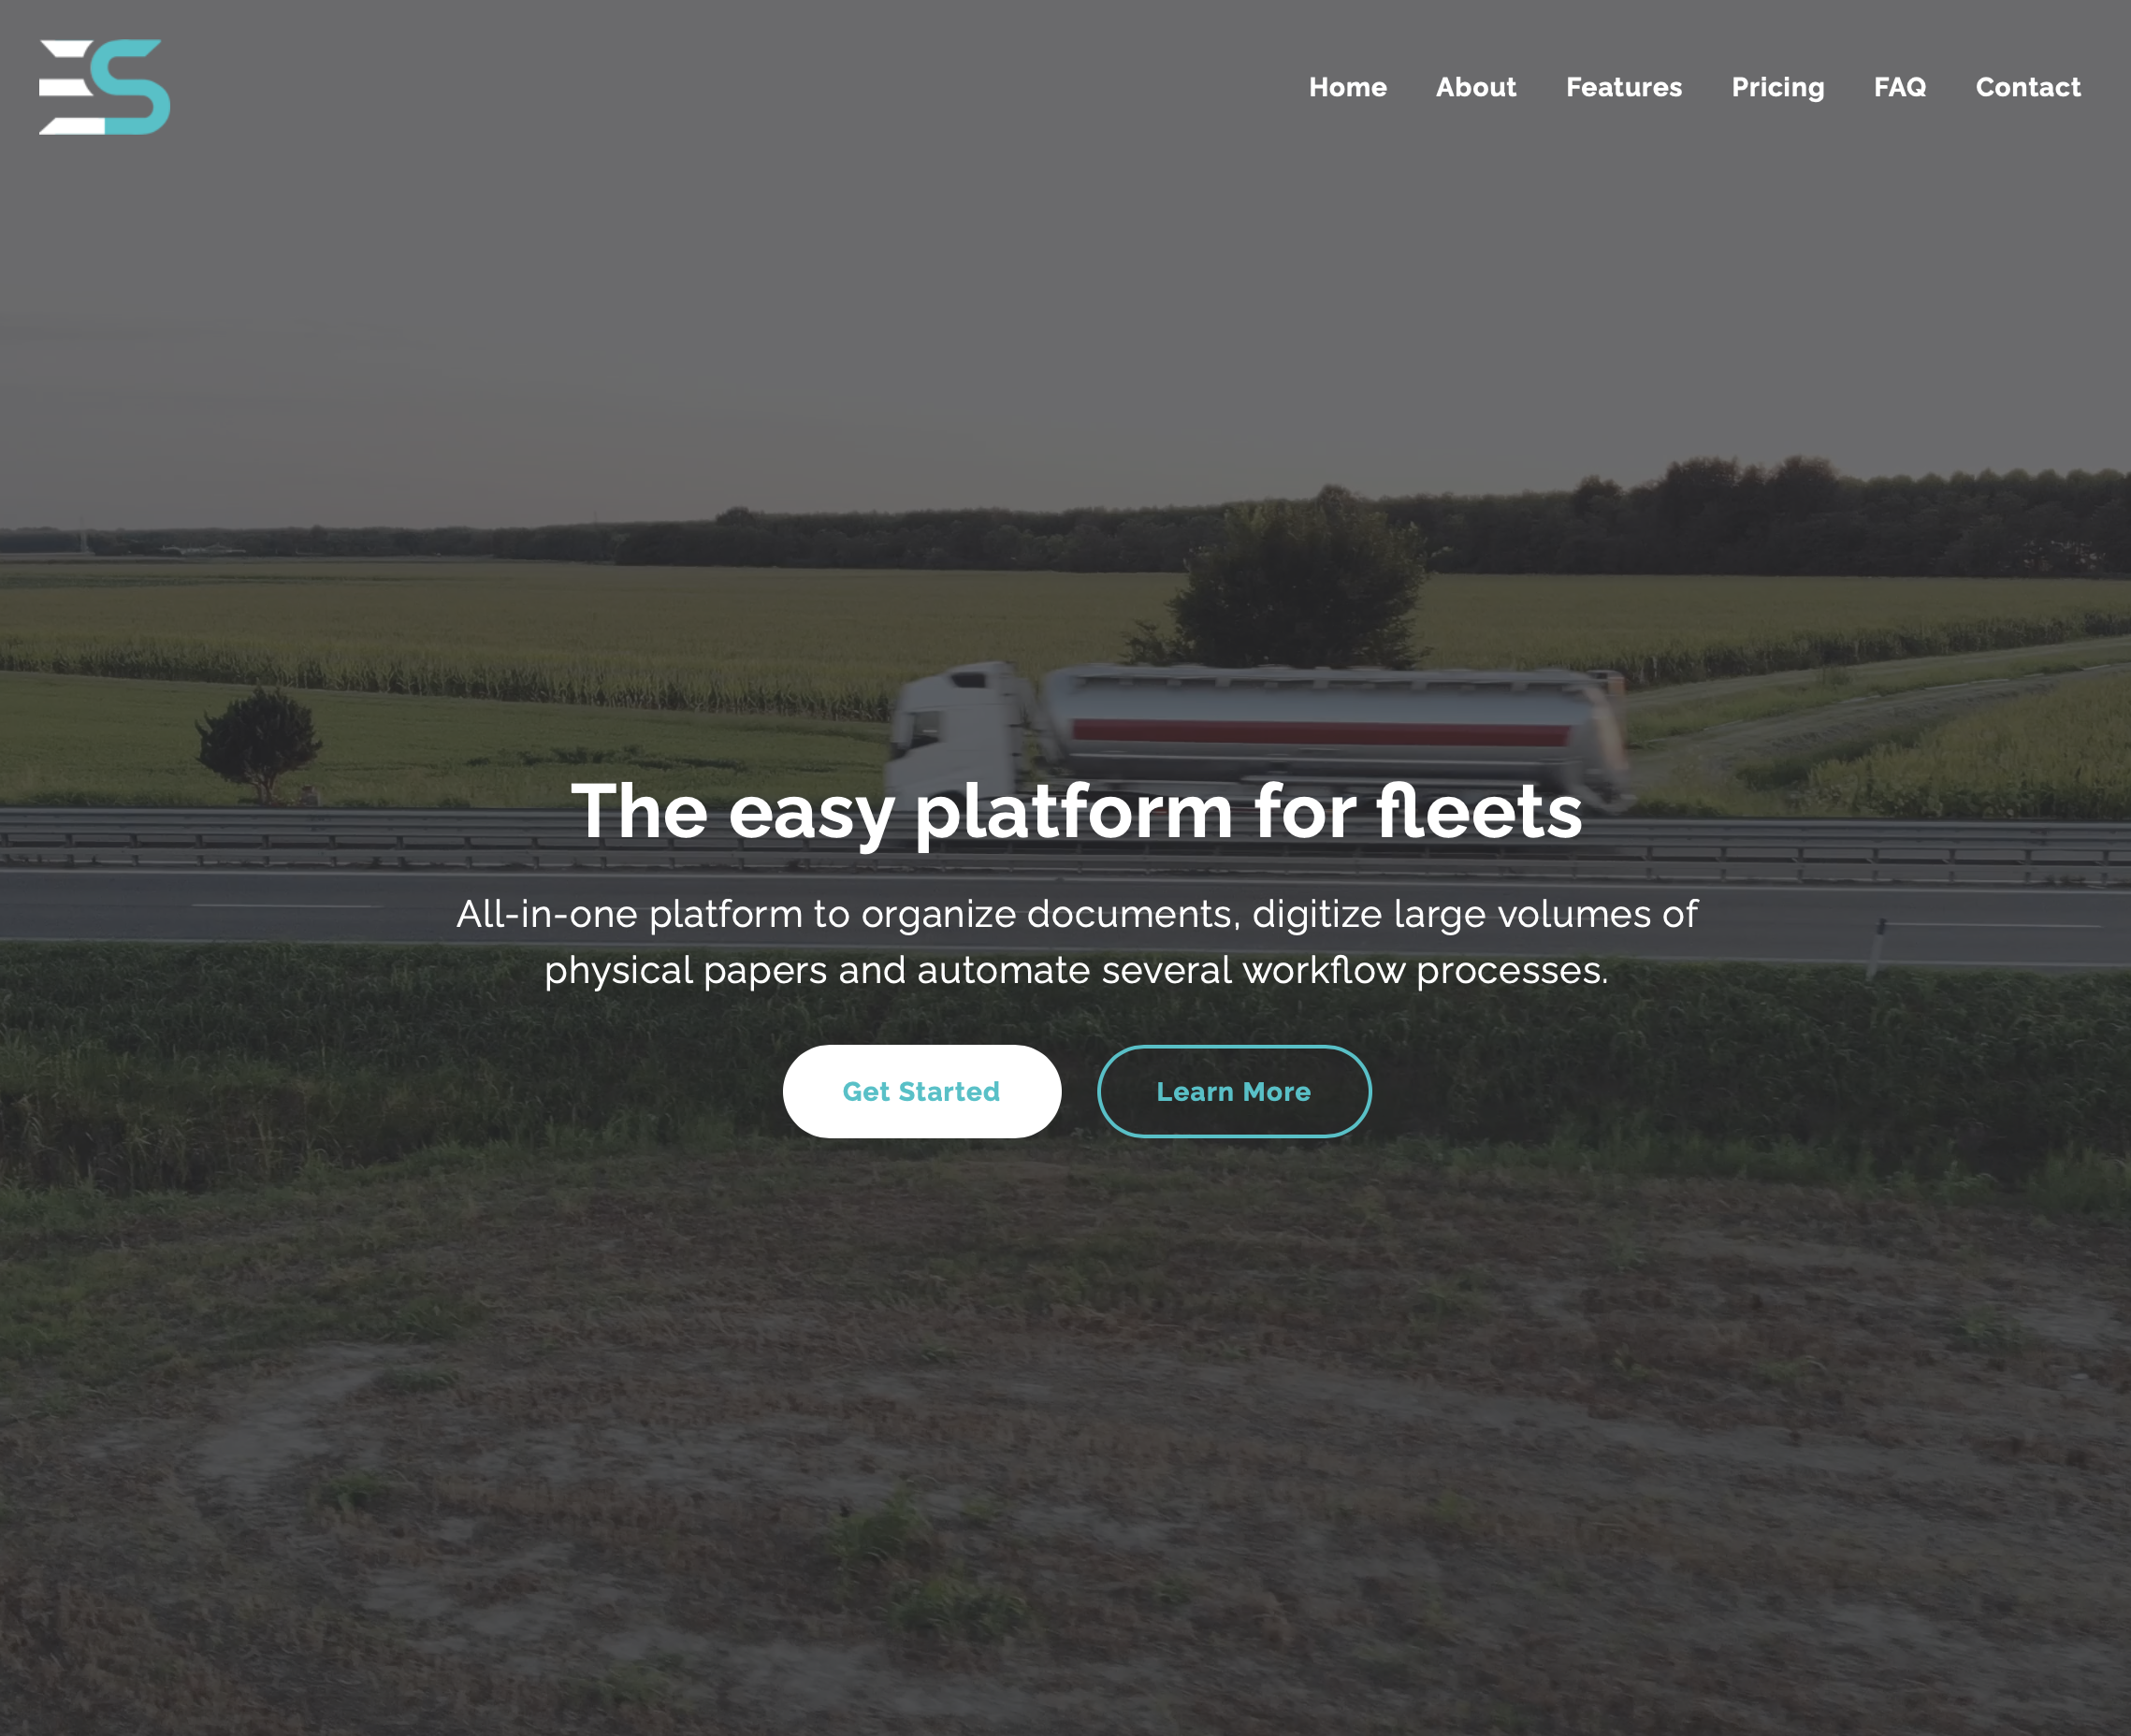 ES
Home About Features Pricing FAQ Contact
The easy platform for fleets
All-in-one platform to organize documents, digitize large volumes of
physical papers and automate several workflow processes.
Get Started Learn More